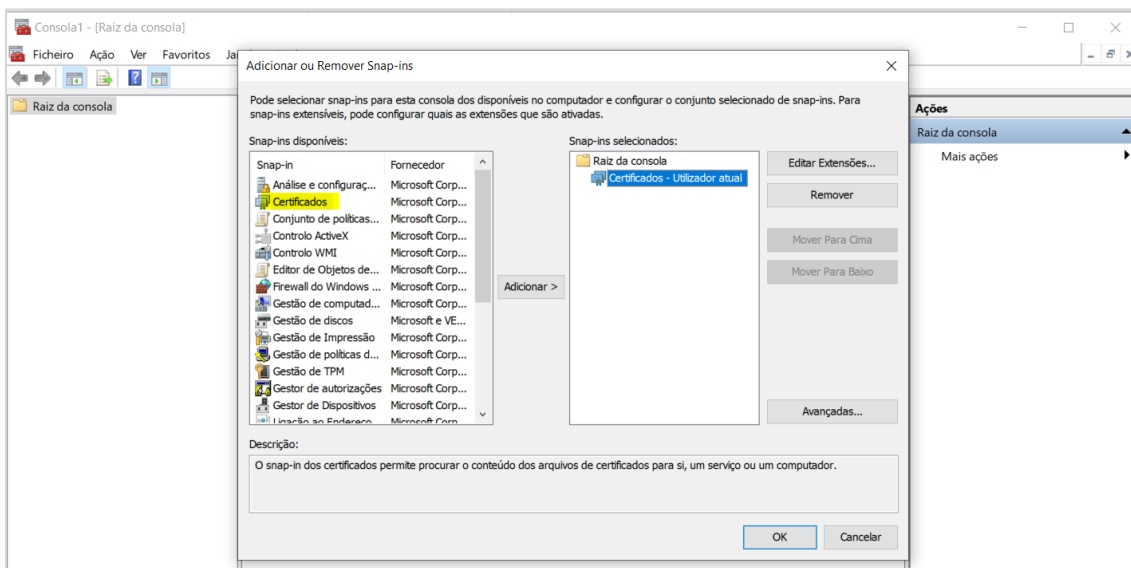 Consola1 - [Raiz da consola]
Ficheiro Ação Ver Favoritos
Raiz da consola
Adicionar ou Remover Snap-ins
Pode selecionar snap-ins para esta consola dos disponíveis no computador e configurar o conjunto selecionado de snap-ins. Para
snap-ins extensíveis, pode configurar quais as extensões que são ativadas.
Snap-ins disponíveis:
Snap-in Fornecedor
Análise e configuraç... Microsoft Corp...
Certificados Microsoft Corp...
Conjunto de políticas... Microsoft Corp...
Controlo ActiveX Microsoft Corp...
Controlo WMI Microsoft Corp...
Editor de Objetos de... Microsoft Corp...
Firewall do Windows ... Microsoft Corp...
Gestão de computad... Microsoft Corp...
Gestão de discos Microsoft e VE...
Gestão de Impressão Microsoft Corp...
Gestão de políticas d... Microsoft Corp...
Gestão de TPM Microsoft Corp...
Gestor de autorizações Microsoft Corp...
Gestor de Dispositivos Microsoft Corp...
Ligação ao Endereço Microsoft Corp
Adicionar >
Snap-ins selecionados:
Raiz da consola
Certificados - Utilizador atual
Editar Extensões...
Remover
Mover Para Cima
Mover Para Baixo
Avançadas...
Descrição:
O snap-in dos certificados permite procurar o conteúdo dos arquivos de certificados para si, um serviço ou um computador.
OK Cancelar
Ações
Raiz da consola
Mais ações